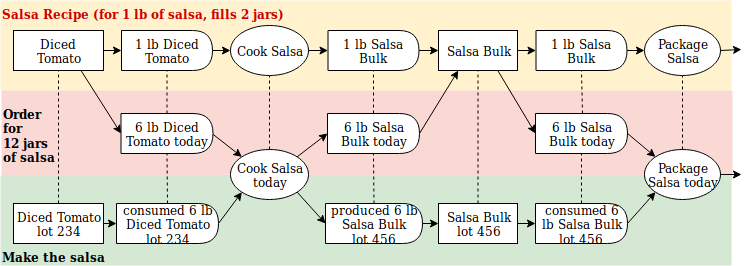 Salsa Recipe (for 1 lb of salsa, fills 2 jars)
Diced
Tomato
1 lb Diced
Tomato
Cook Salsa
1 lb Salsa
Bulk
Salsa Bulk
1 lb Salsa
Bulk
Package
Salsa
Order
for
12 jars
of salsa
6 lb Diced
Tomato today
Cook Salsa
today
6 lb Salsa
Bulk today
6 lb Salsa
Bulk today
Package
Salsa today
Diced Tomato
lot 234
consumed 6 lb
Diced Tomato
lot 234
produced 6 lb
Salsa Bulk
lot 456
Salsa Bulk
lot 456
consumed 6
lb Salsa Bulk
lot 456
Make the salsa